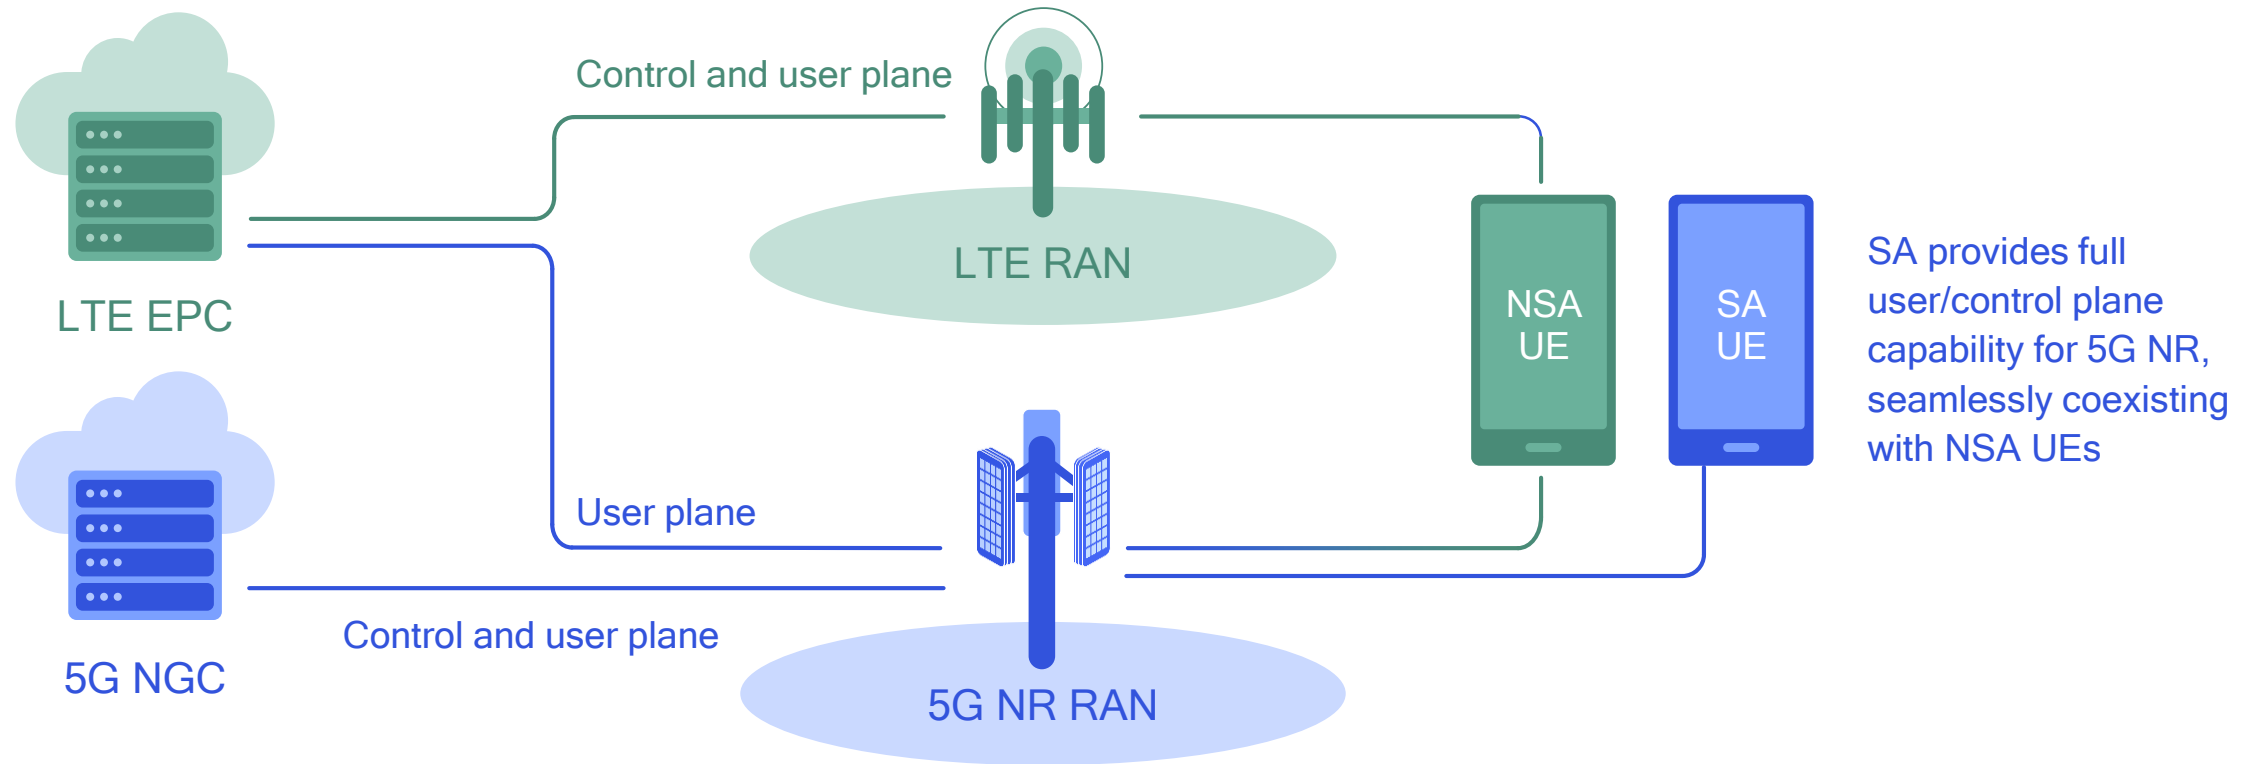 Control and user plane
LTE RAN
LTE EPC
NSA
UE
SA
UE
SA provides full
user/control plane
capability for 5G NR,
seamlessly coexisting
with NSA UEs
User plane
Control and user plane
5G NGC
5G NR RAN